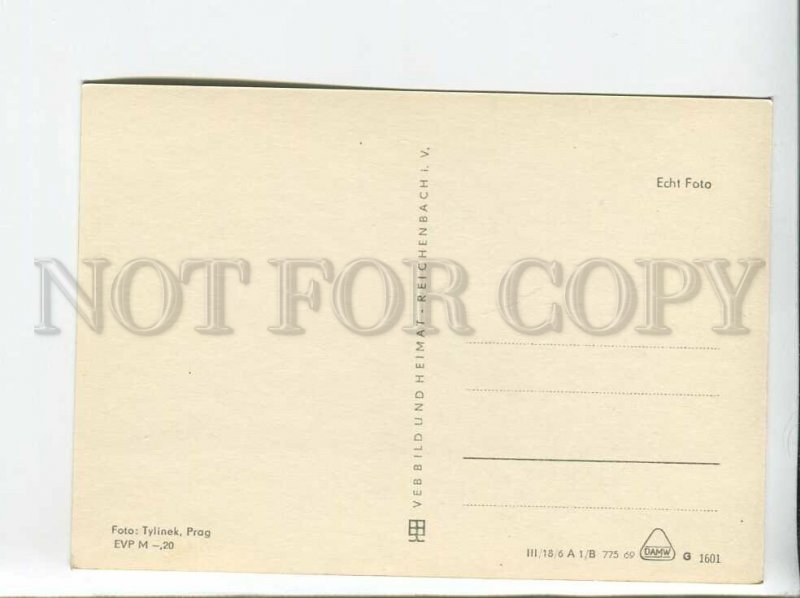 Echt Foto
NOT FOR COPY
VEB BILD UND HEIMAT - REICHENBACH i. V.
Foto: Tylinek, Prag
EVP M –,20
III/18/6 A 1/B 775 69 DAMW G 1601